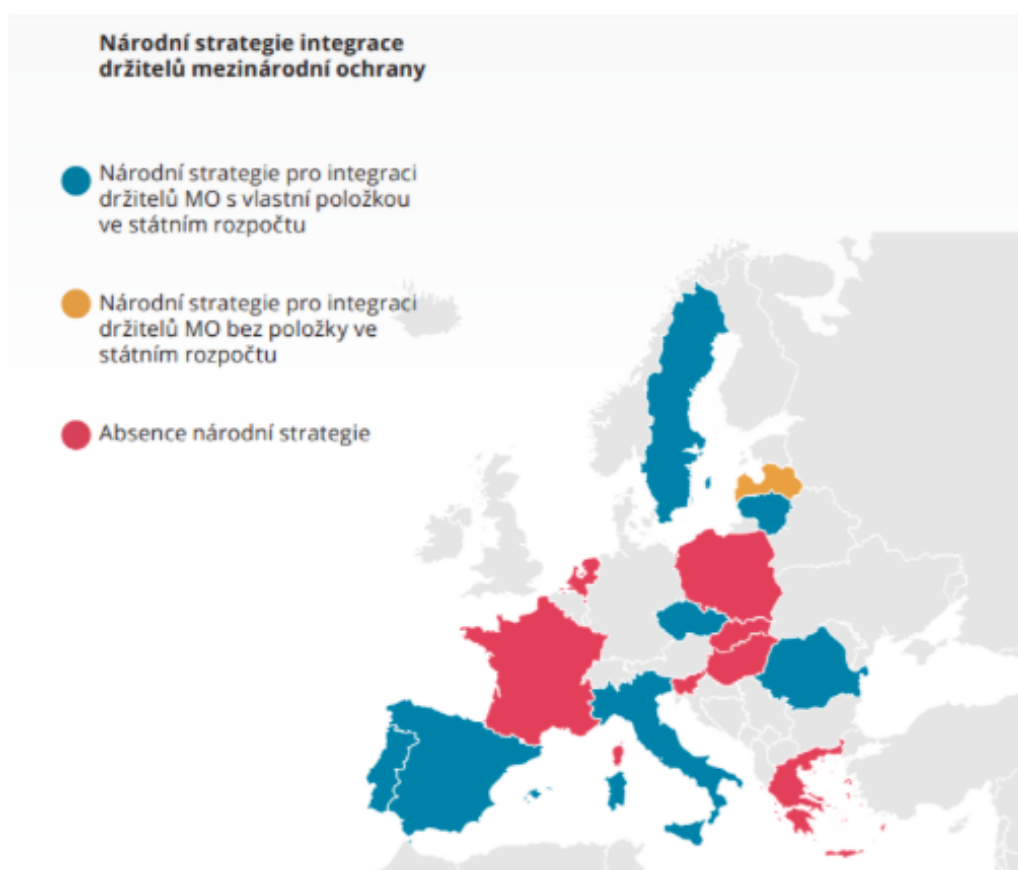 Národní strategie integrace
držitelů mezinárodní ochrany
Národní strategie pro integraci
držitelů MO s vlastní položkou
ve státním rozpočtu
Národní strategie pro integraci
držitelů MO bez položky ve
státním rozpočtu
Absence národní strategie